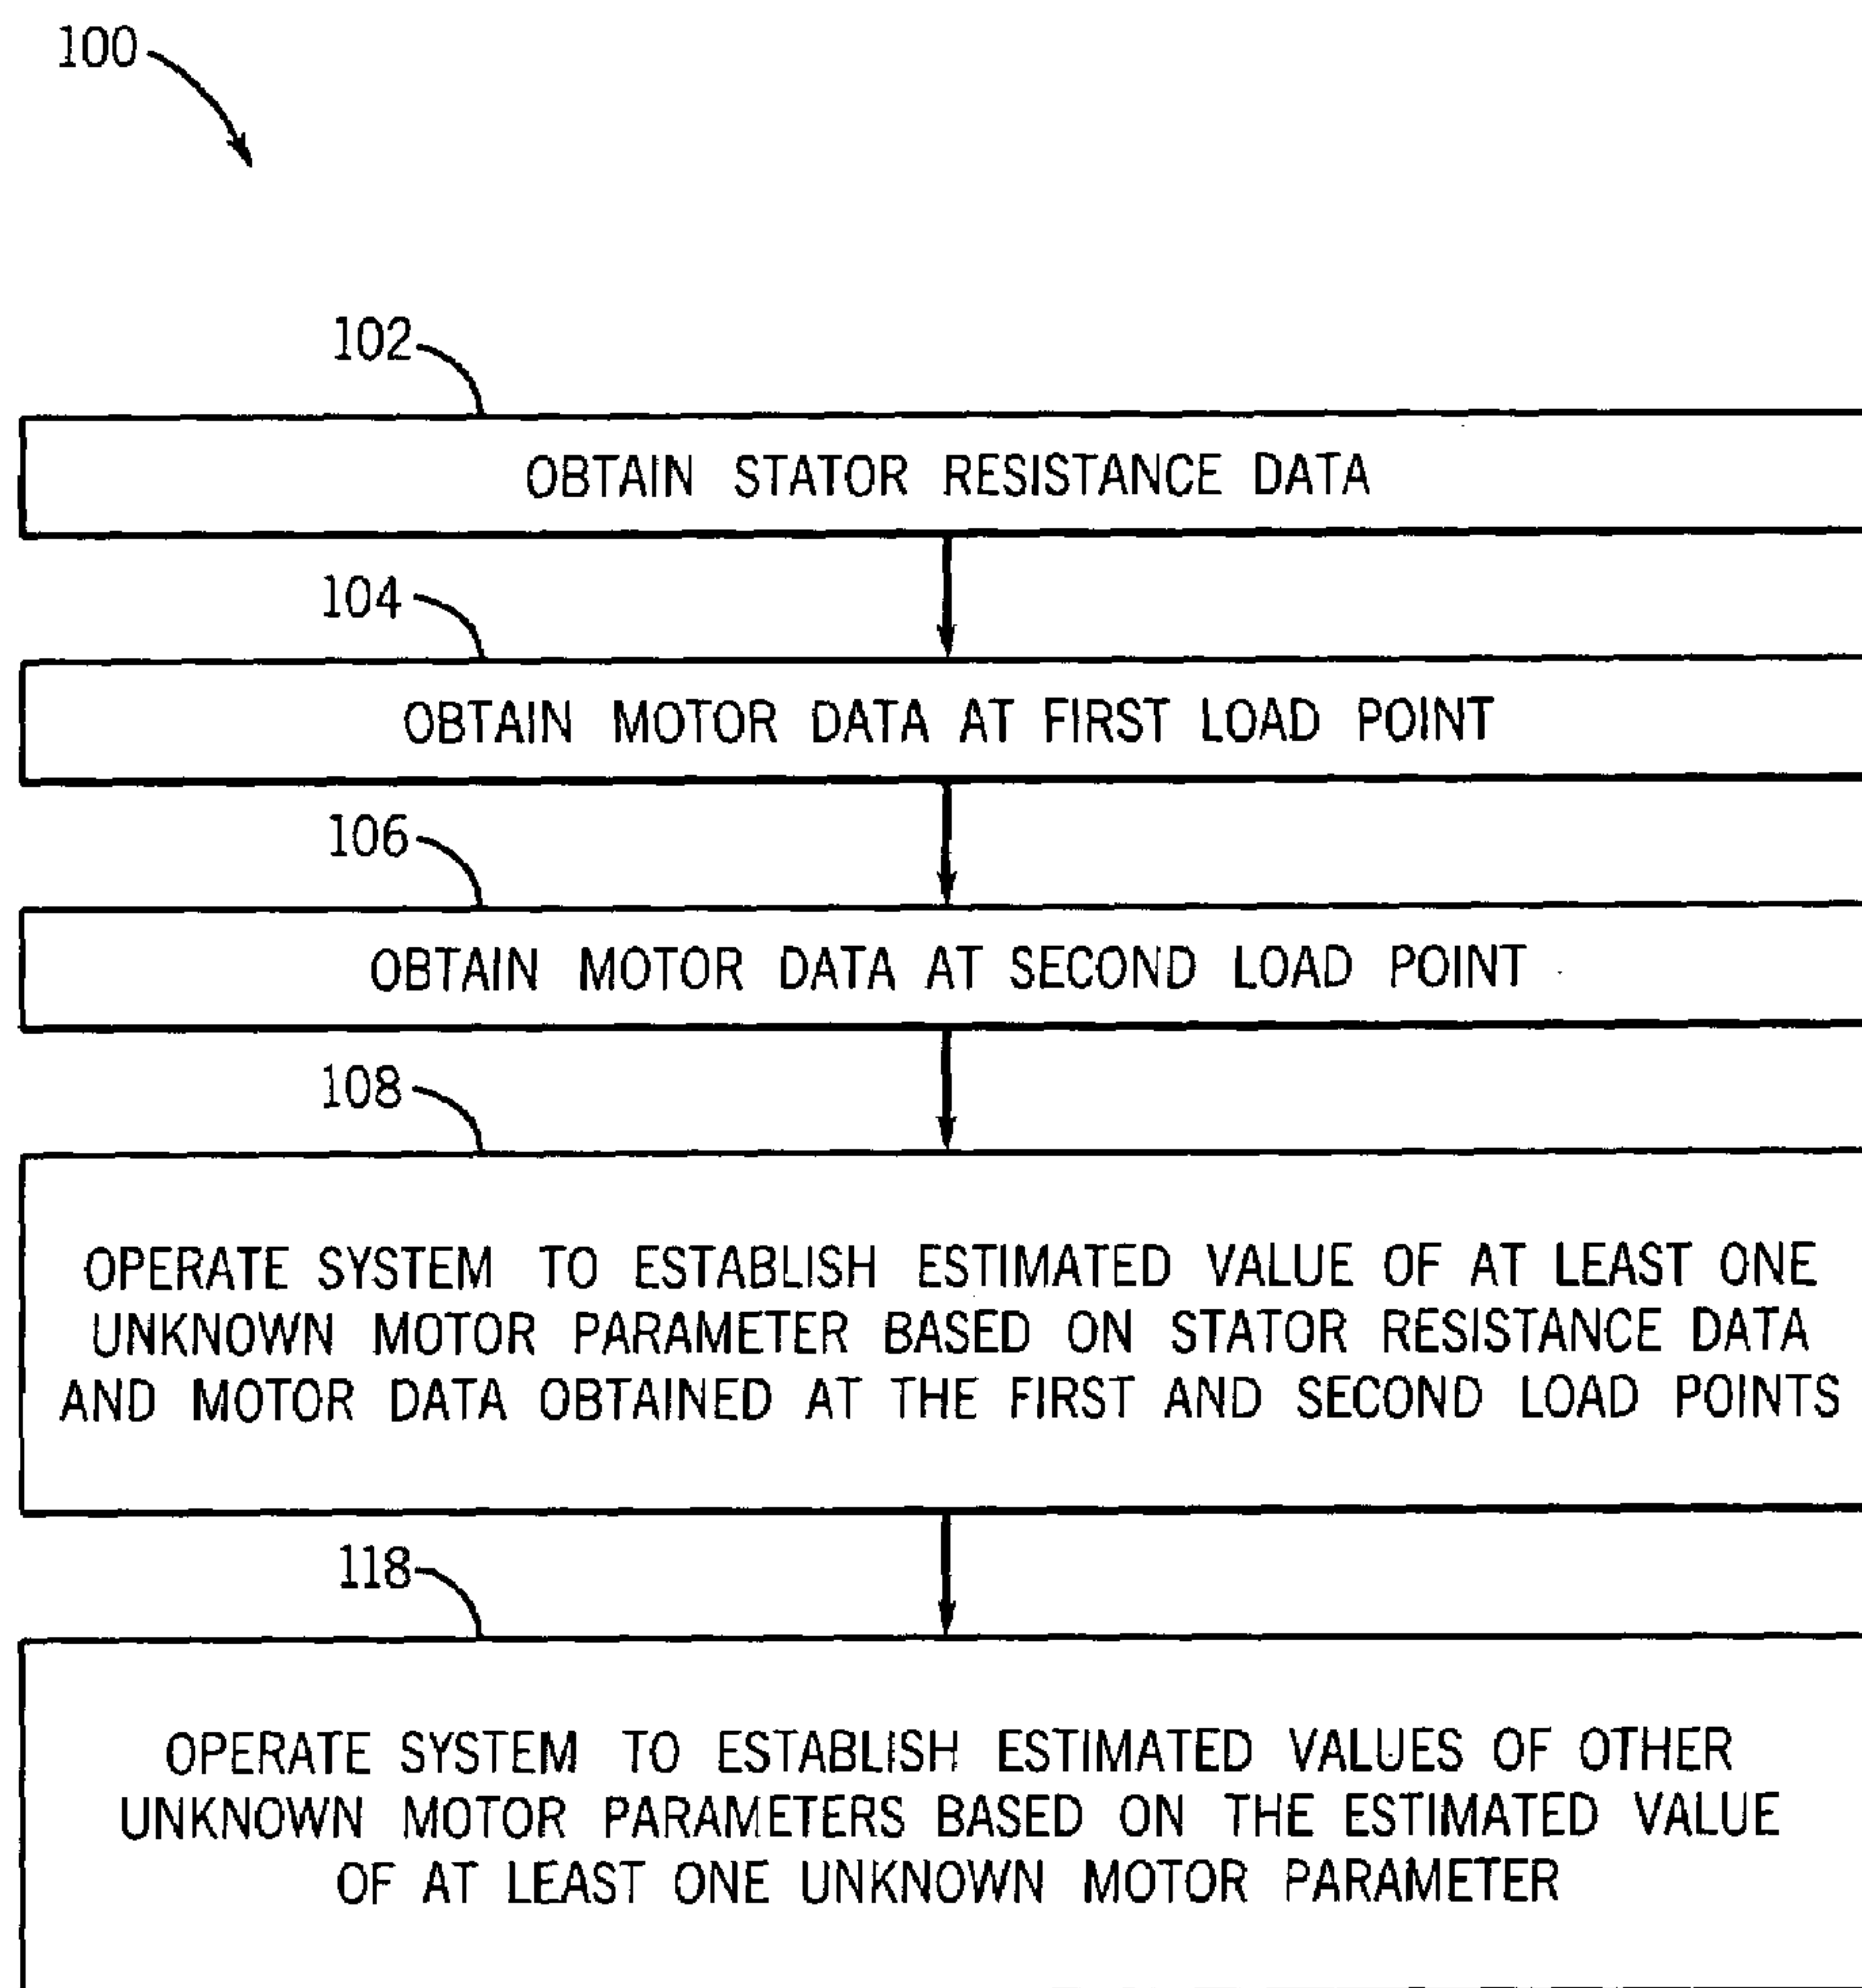 100
102
OBTAIN STATOR RESISTANCE DATA
104
OBTAIN MOTOR DATA AT FIRST LOAD POINT
106
OBTAIN MOTOR DATA AT SECOND LOAD POINT
108
OPERATE SYSTEM TO ESTABLISH ESTIMATED VALUE OF AT LEAST ONE
UNKNOWN MOTOR PARAMETER BASED ON STATOR RESISTANCE DATA
AND MOTOR DATA OBTAINED AT THE FIRST AND SECOND LOAD POINTS
118
OPERATE SYSTEM TO ESTABLISH ESTIMATED VALUES OF OTHER
UNKNOWN MOTOR PARAMETERS BASED ON THE ESTIMATED VALUE
OF AT LEAST ONE UNKNOWN MOTOR PARAMETER